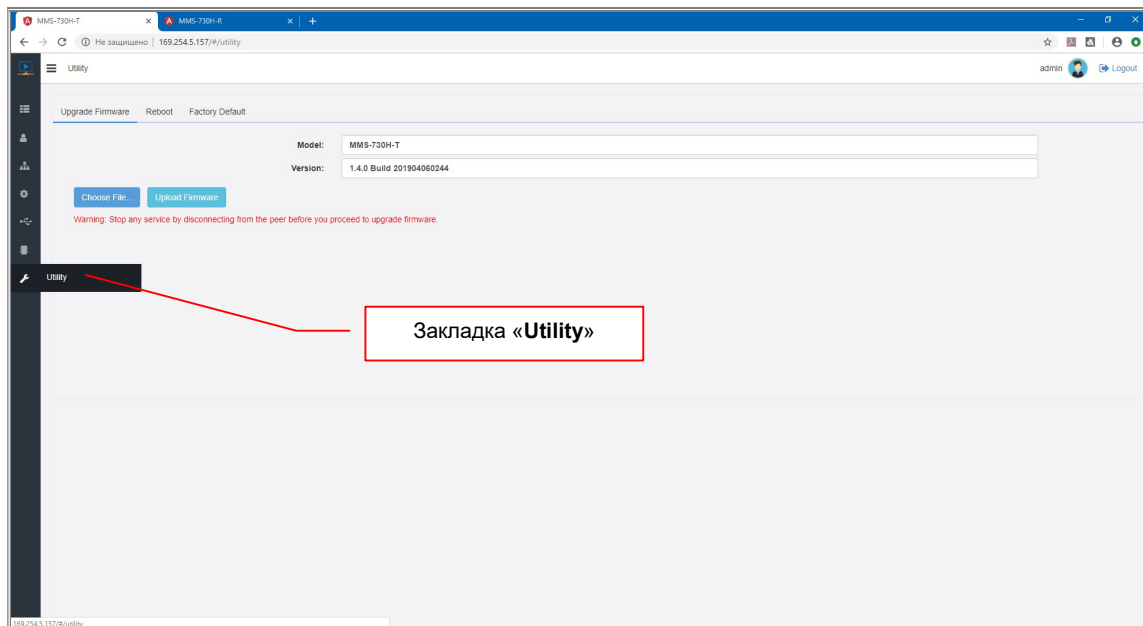 MMS-730H-T
MMS-730H-R
Не защищено | 169.254.5.157/#/utility
Utility
admin
Logout
Upgrade Firmware
Reboot
Factory Default
Model:
MMS-730H-T
Version:
1.4.0 Build 201904060244
Choose File...
Upload Firmware
Warning: Stop any service by disconnecting from the peer before you proceed to upgrade firmware.
Utility
Закладка «Utility»
169.254.5.157/#/utility